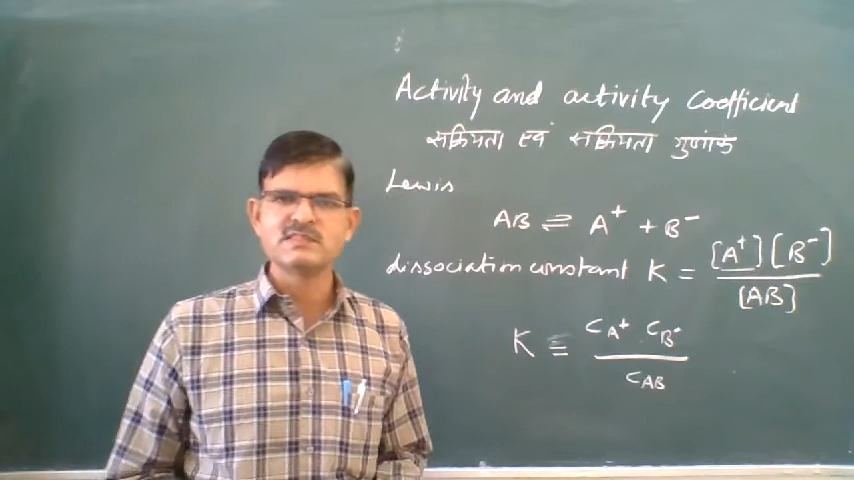 Activity and activity Coefficient
सक्रियता एवं सक्रियता गुणांक
Lewis
AB ⇌ A⁺ + B⁻
dissociation constant K = [A⁺][B⁻] / [AB]
K = C_A⁺ . C_B⁻ / C_AB